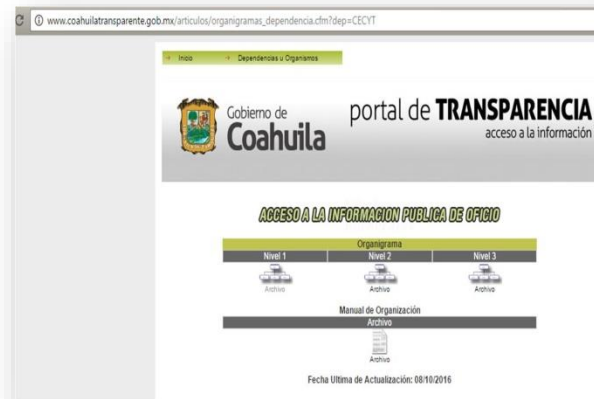 www.coahuilatransparente.gob.mx/articulos/organigramas_dependencia.cfm?dep=CECYT
Inicio Dependencias u Organismos
Gobierno de
Coahuila
portal de TRANSPARENCIA
acceso a la información
ACCESO A LA INFORMACION PUBLICA DE OFICIO
Organigrama
Nivel 1 Nivel 2 Nivel 3
Archivo Archivo Archivo
Manual de Organización
Archivo
Archivo
Fecha Ultima de Actualización: 08/10/2016